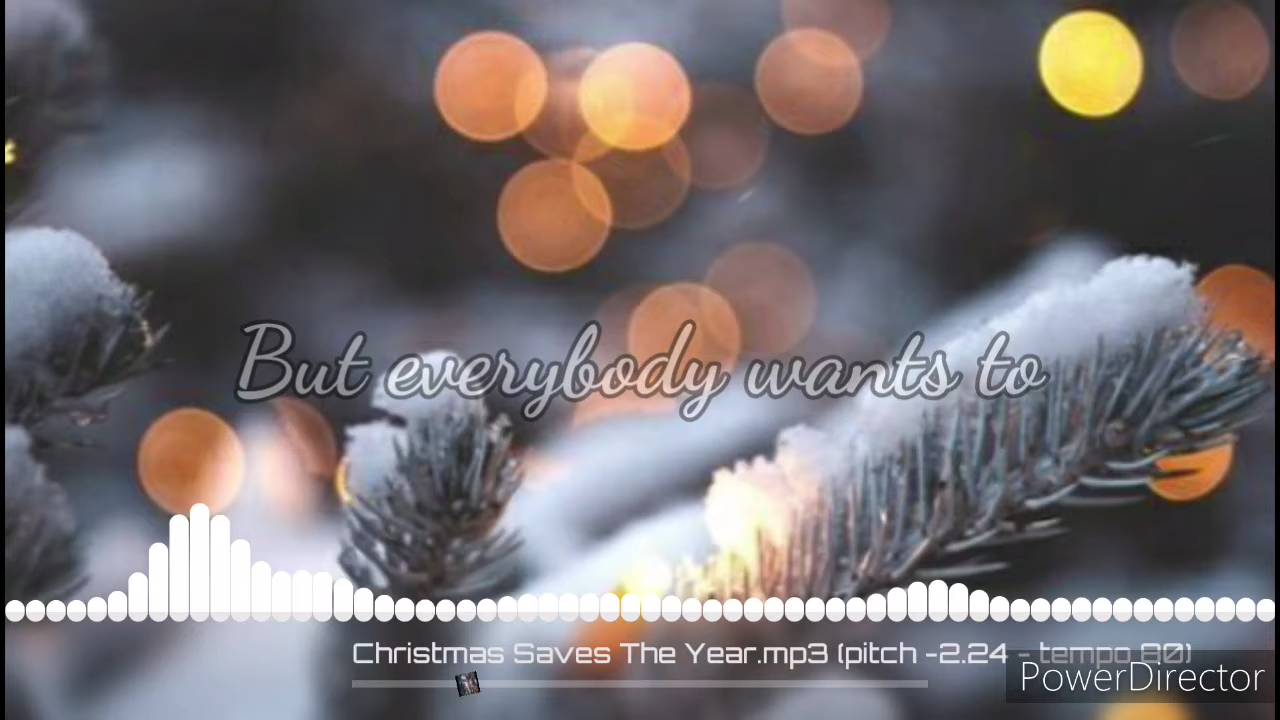 But everybody wants to
Christmas Saves The Year.mp3 (pitch -2.24 - tempo 80)
PowerDirector